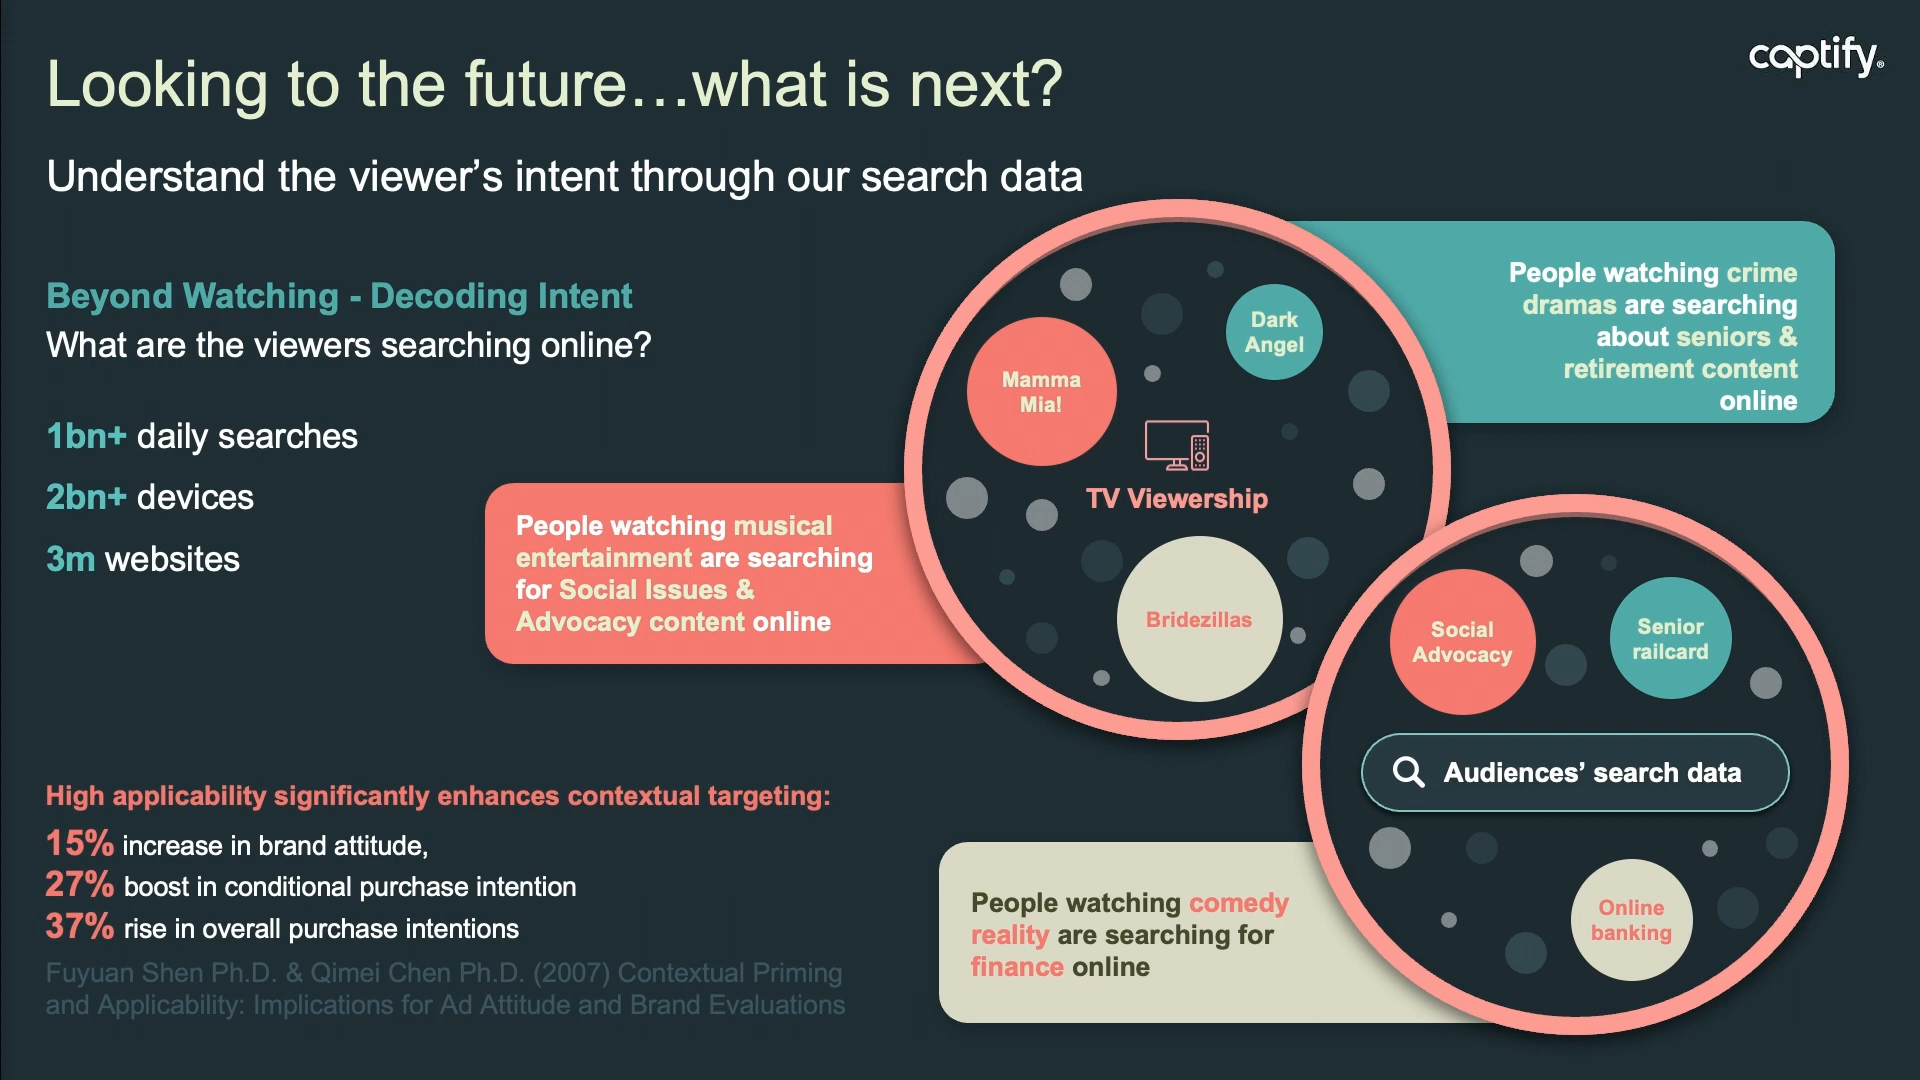 captify®
Looking to the future…what is next?
Understand the viewer’s intent through our search data
Beyond Watching - Decoding Intent
What are the viewers searching online?
1bn+ daily searches
2bn+ devices
3m websites
People watching crime
dramas are searching
about seniors &
retirement content
online
Dark
Angel
Mamma
Mia!
TV Viewership
Bridezillas
People watching musical
entertainment are searching
for Social Issues &
Advocacy content online
Social
Advocacy
Senior
railcard
Audiences’ search data
Online
banking
People watching comedy
reality are searching for
finance online
High applicability significantly enhances contextual targeting:
15% increase in brand attitude,
27% boost in conditional purchase intention
37% rise in overall purchase intentions
Fuyuan Shen Ph.D. & Qimei Chen Ph.D. (2007) Contextual Priming
and Applicability: Implications for Ad Attitude and Brand Evaluations